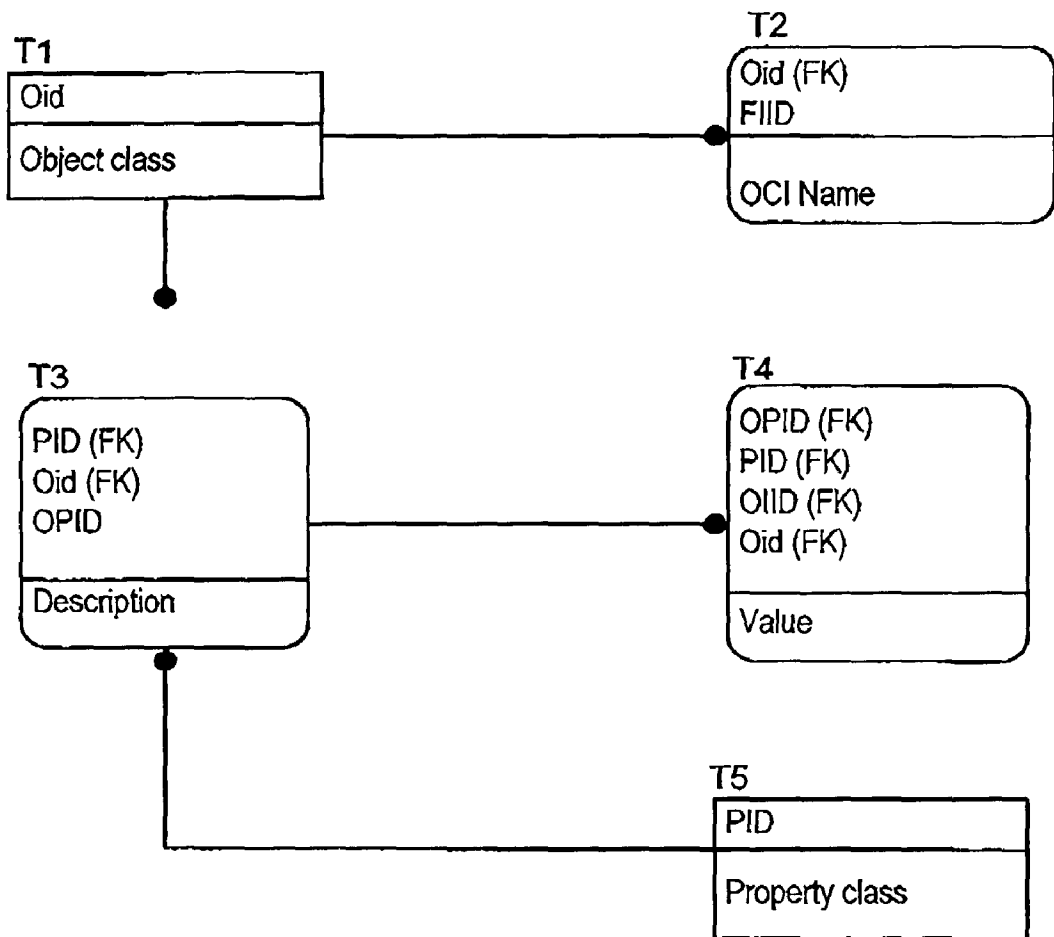 T1
Oid
Object class
T2
Oid (FK)
FIID
OCI Name
T3
PID (FK)
Oid (FK)
OPID
Description
T4
OPID (FK)
PID (FK)
OIID (FK)
Oid (FK)
Value
T5
PID
Property class